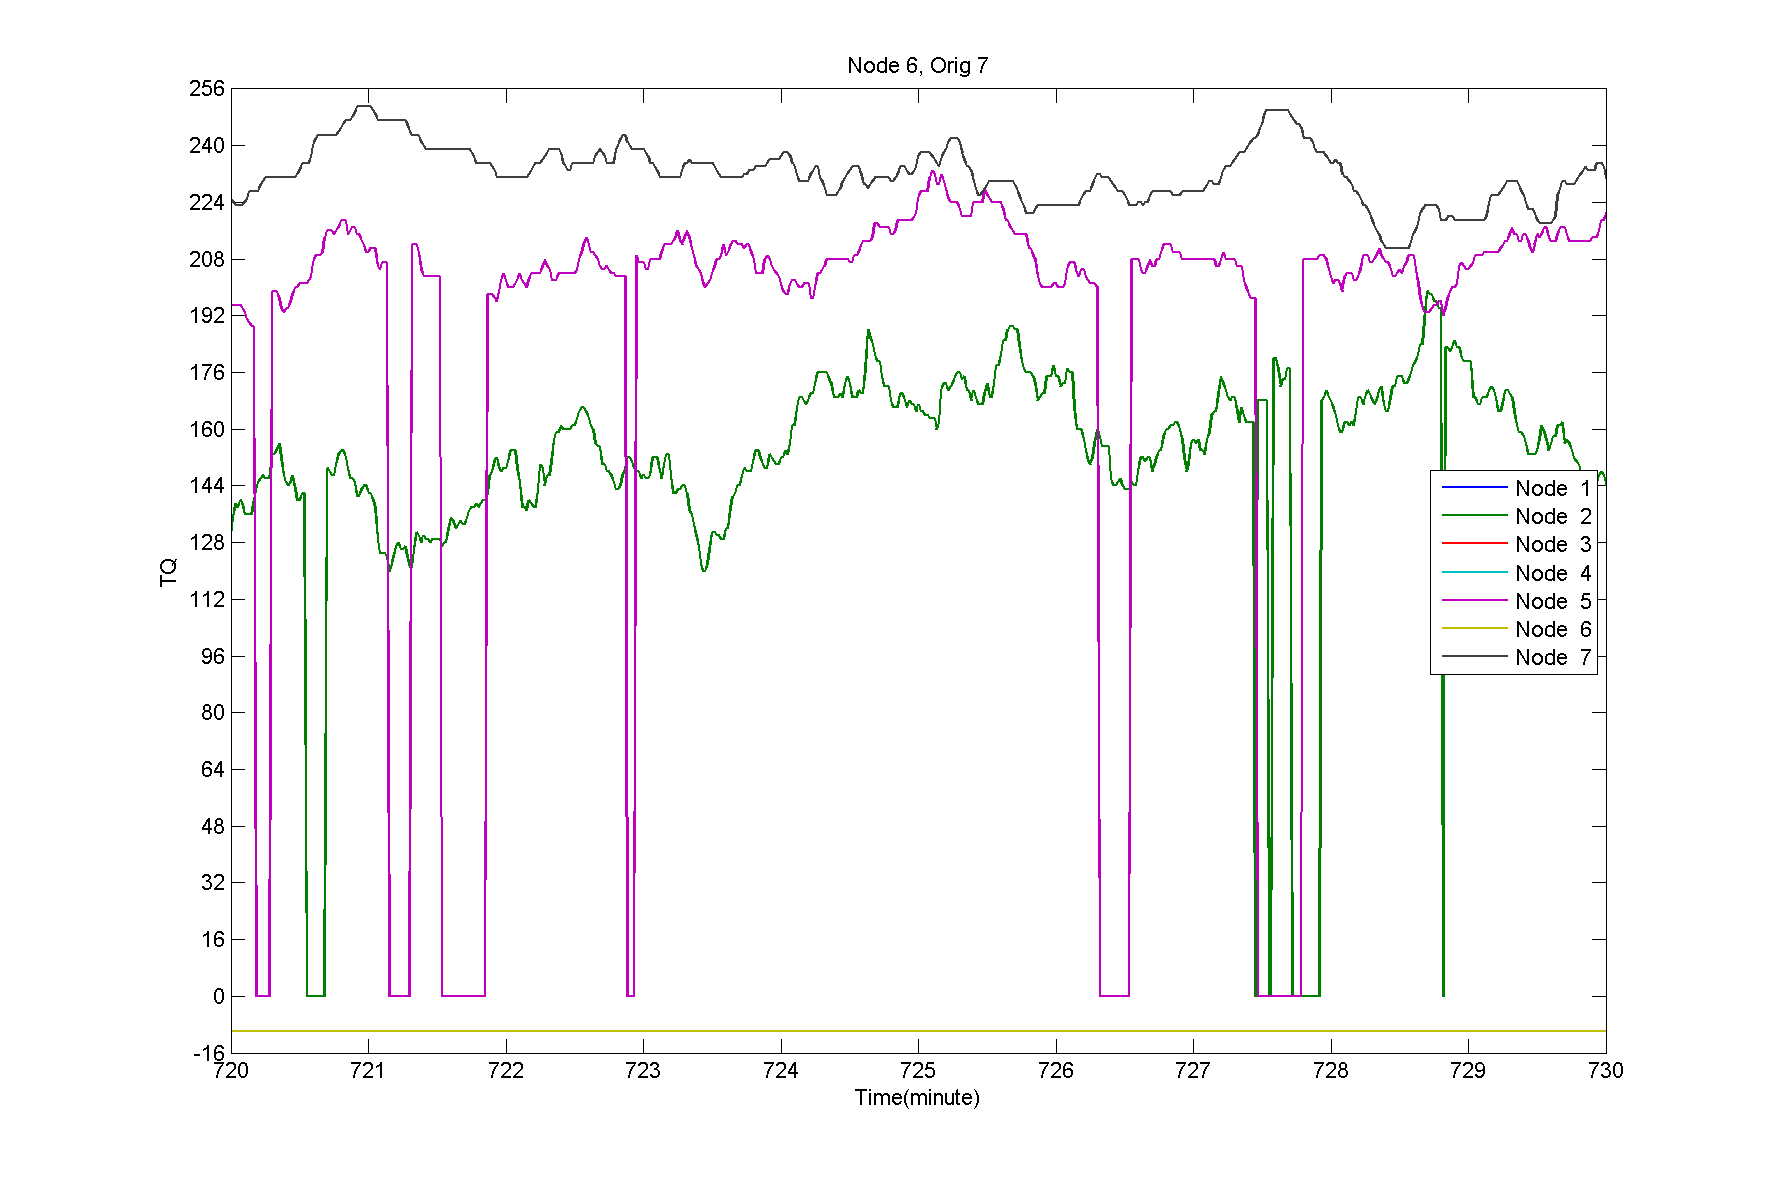 Node 6, Orig 7
256
240
224
208
192
176
160
144
128
112
96
80
64
48
32
16
0
-16
TQ
Node 1
Node 2
Node 3
Node 4
Node 5
Node 6
Node 7
720 721 722 723 724 725 726 727 728 729 730
Time(minute)